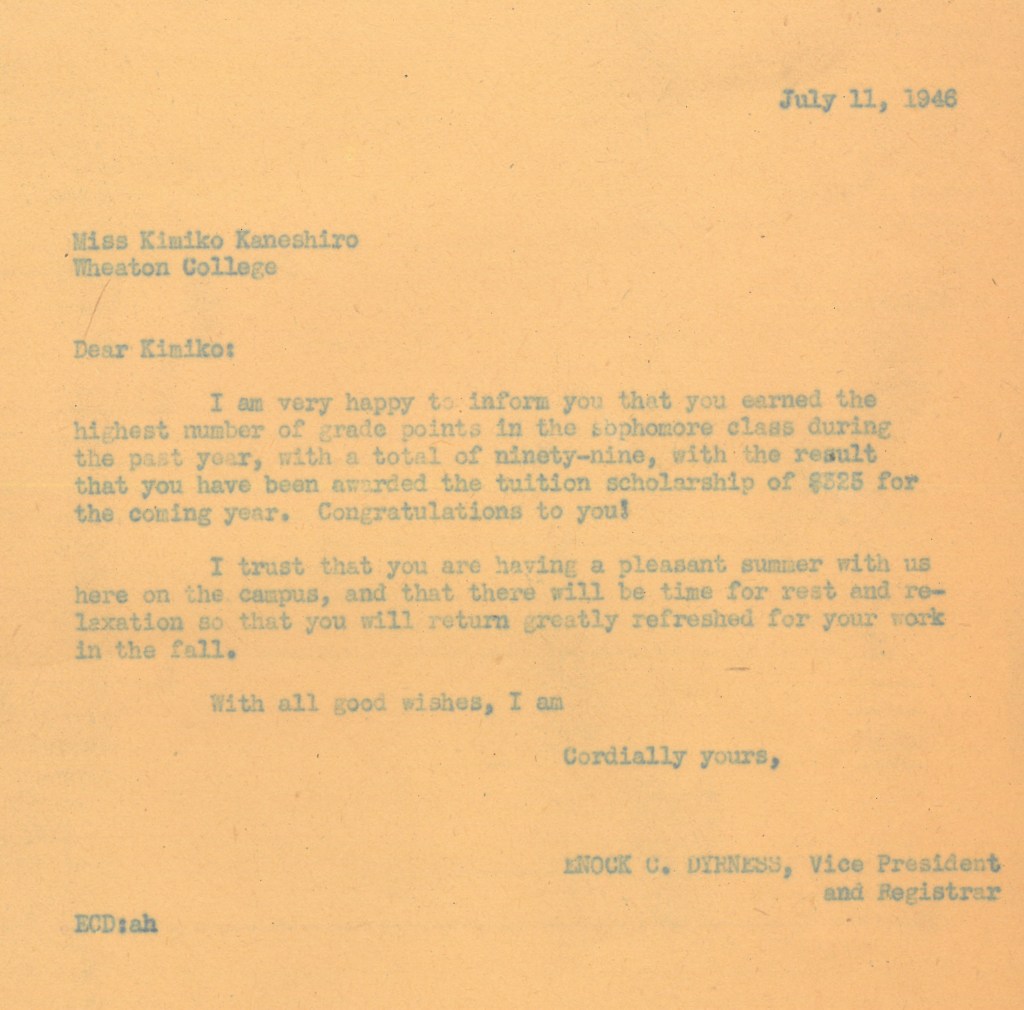 July 11, 1946
Miss Kimiko Kaneshiro
Wheaton College
Dear Kimiko:
I am very happy to inform you that you earned the
highest number of grade points in the sophomore class during
the past year, with a total of ninety-nine, with the result
that you have been awarded the tuition scholarship of $325 for
the coming year. Congratulations to you!
I trust that you are having a pleasant summer with us
here on the campus, and that there will be time for rest and re-
laxation so that you will return greatly refreshed for your work
in the fall.
With all good wishes, I am
Cordially yours,
ENOCK C. DYRNESS, Vice President
and Registrar
ECD:ah